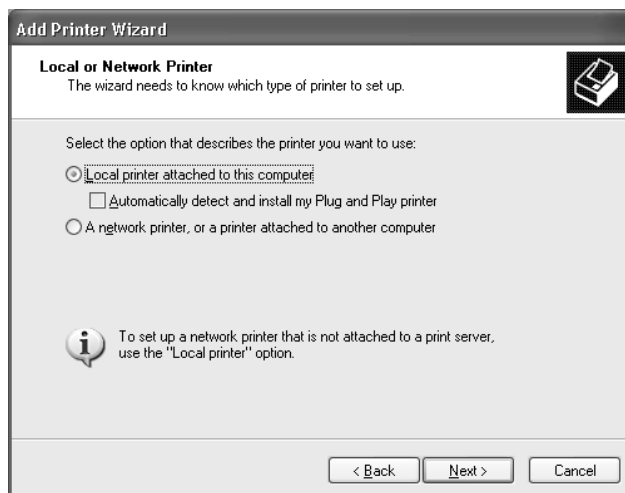 Add Printer Wizard
Local or Network Printer
The wizard needs to know which type of printer to set up.
Select the option that describes the printer you want to use:
Local printer attached to this computer
Automatically detect and install my Plug and Play printer
A network printer, or a printer attached to another computer
To set up a network printer that is not attached to a print server,
use the "Local printer" option.
< Back Next > Cancel